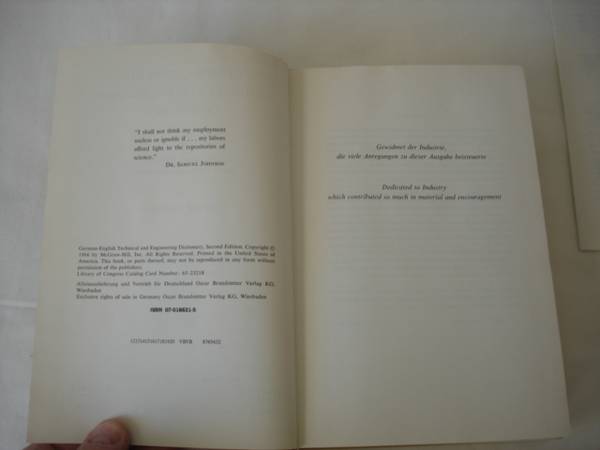 "I shall not think my employment
useless or ignoble if . . . my labors
afford light to the repositories of
science."
DR. SAMUEL JOHNSON
German-English Technical and Engineering Dictionary, Second Edition. Copyright ©
1966 by McGraw-Hill, Inc. All Rights Reserved. Printed in the United States of
America. This book, or parts thereof, may not be reproduced in any form without
permission of the publishers.
Library of Congress Catalog Card Number: 65-23218
Alleinauslieferung und Vertrieb für Deutschland Oscar Brandstetter Verlag KG,
Wiesbaden
Exclusive rights of sale in Germany Oscar Brandstetter Verlag KG, Wiesbaden
ISBN 07-018631-5
Gewidmet der Industrie,
die viele Anregungen zu dieser Ausgabe beisteuerte
Dedicated to Industry
which contributed so much in material and encouragement